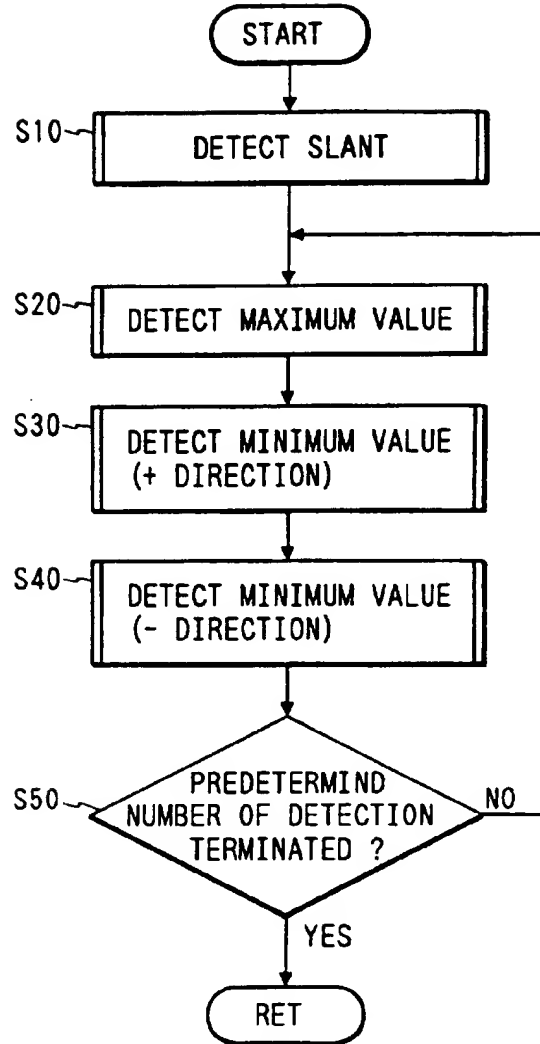 START
S10
DETECT SLANT
S20
DETECT MAXIMUM VALUE
S30
DETECT MINIMUM VALUE
(+ DIRECTION)
S40
DETECT MINIMUM VALUE
(- DIRECTION)
S50
PREDETERMIND
NUMBER OF DETECTION
TERMINATED ?
NO
YES
RET